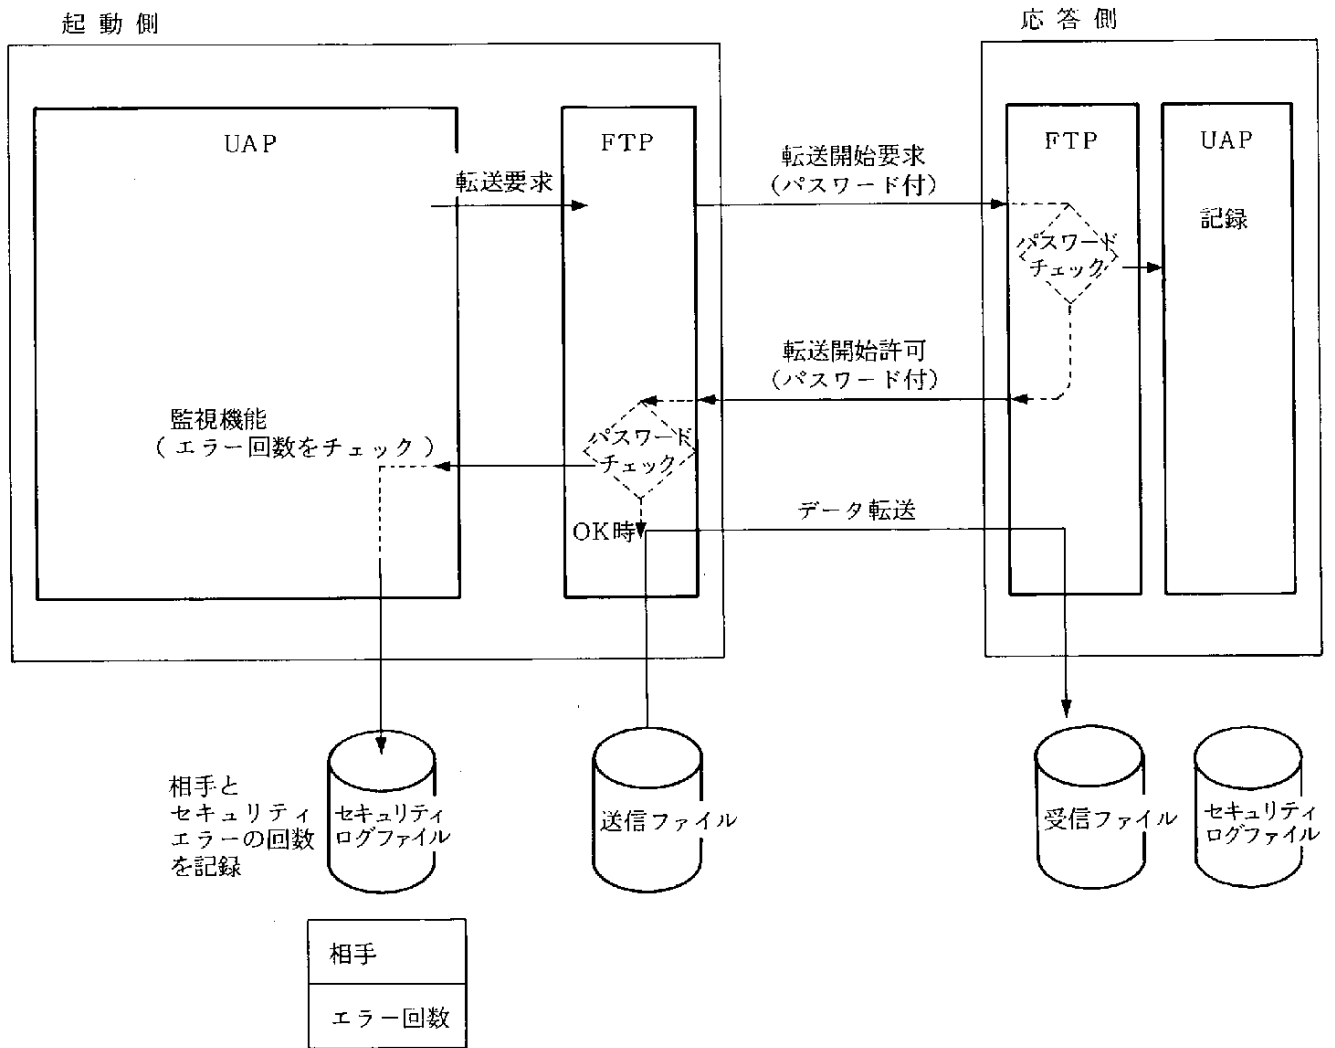 起動側
応答側
UAP
FTP
FTP
UAP
転送要求
転送開始要求
(パスワード付)
パスワード
チェック
記録
転送開始許可
(パスワード付)
監視機能
(エラー回数をチェック)
パスワード
チェック
OK時
データ転送
相手と
セキュリティ
エラーの回数
を記録
セキュリティ
ログファイル
送信ファイル
受信ファイル
セキュリティ
ログファイル
相手
エラー回数